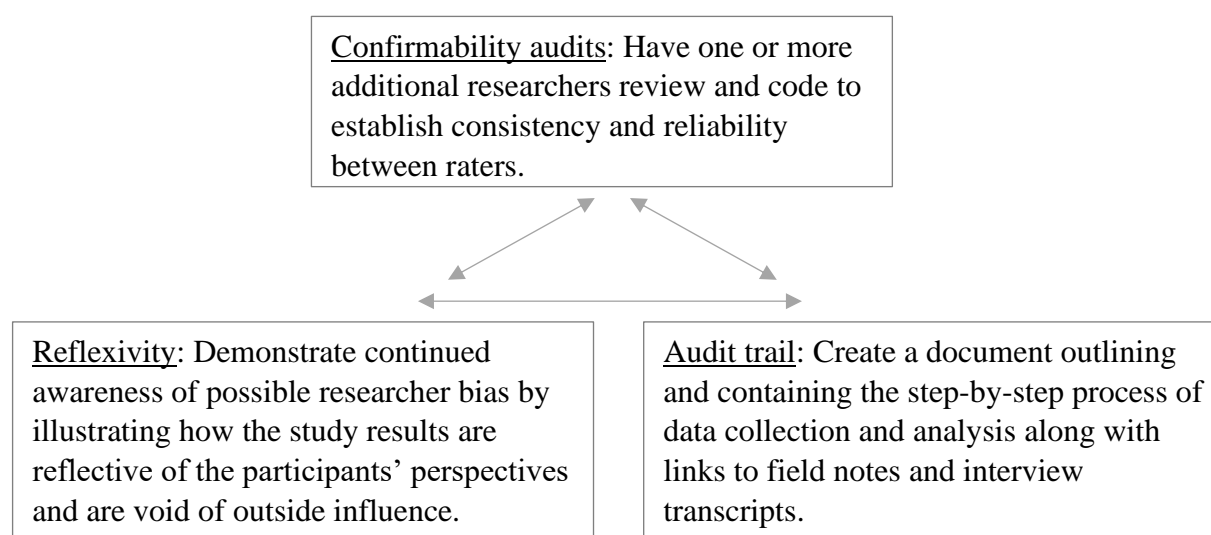 Confirmability audits: Have one or more
additional researchers review and code to
establish consistency and reliability
between raters.
Reflexivity: Demonstrate continued
awareness of possible researcher bias by
illustrating how the study results are
reflective of the participants’ perspectives
and are void of outside influence.
Audit trail: Create a document outlining
and containing the step-by-step process of
data collection and analysis along with
links to field notes and interview
transcripts.